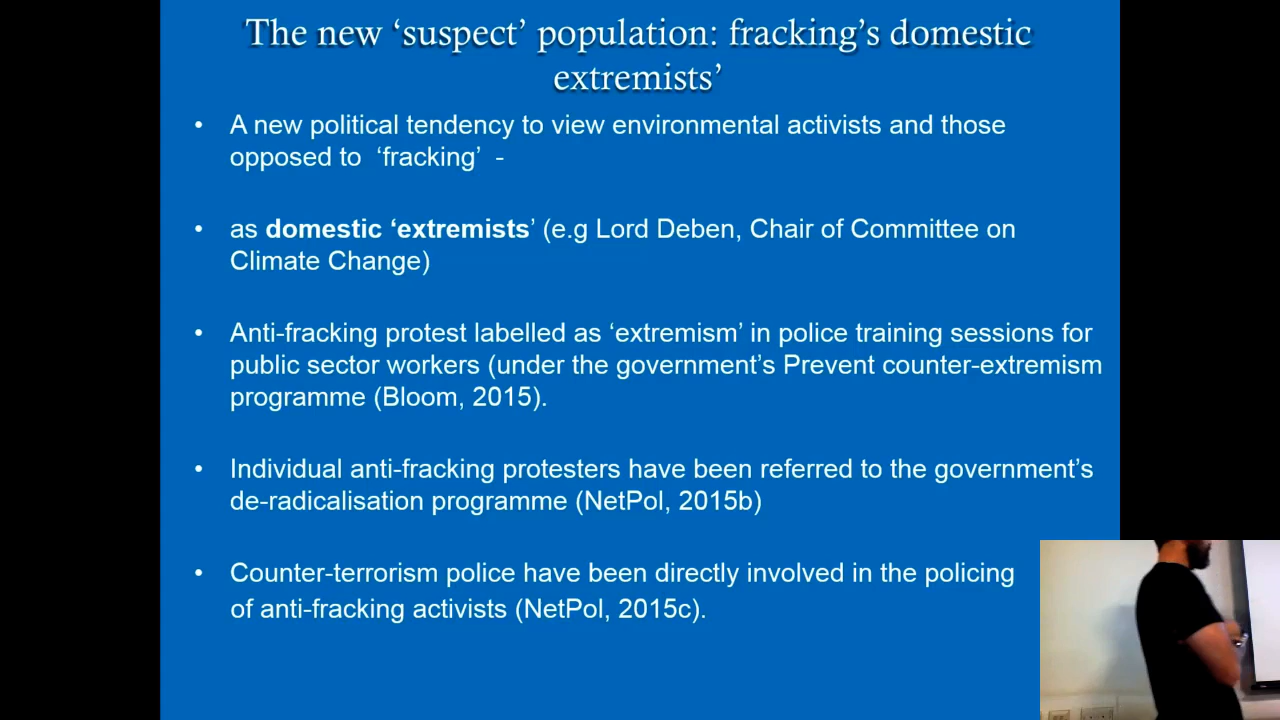 The new ‘suspect’ population: fracking’s domestic
extremists’
• A new political tendency to view environmental activists and those
opposed to ‘fracking’ -
• as domestic ‘extremists’ (e.g Lord Deben, Chair of Committee on
Climate Change)
• Anti-fracking protest labelled as ‘extremism’ in police training sessions for
public sector workers (under the government’s Prevent counter-extremism
programme (Bloom, 2015).
• Individual anti-fracking protesters have been referred to the government’s
de-radicalisation programme (NetPol, 2015b)
• Counter-terrorism police have been directly involved in the policing
of anti-fracking activists (NetPol, 2015c).